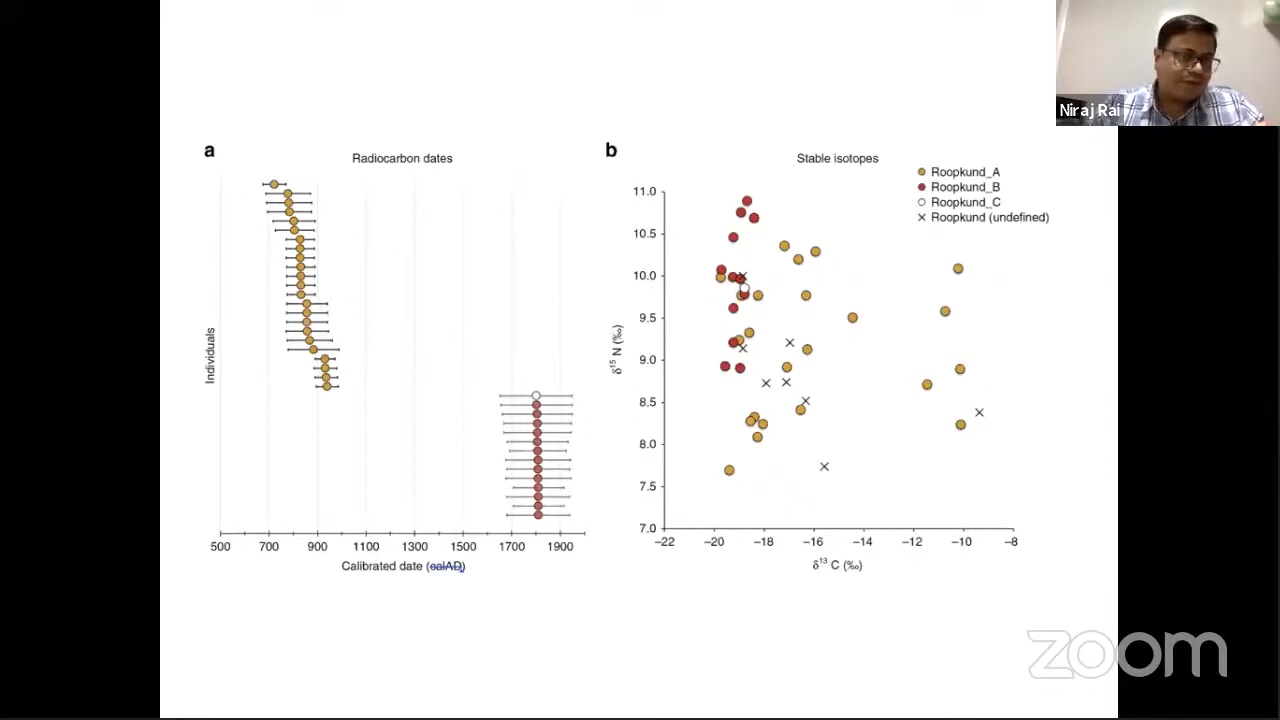 Niraj Rai
a
Radiocarbon dates
Individuals
500 700 900 1100 1300 1500 1700 1900
Calibrated date (calAD)
b
Stable isotopes
Roopkund_A
Roopkund_B
Roopkund_C
Roopkund (undefined)
11.0
10.5
10.0
9.5
9.0
8.5
8.0
7.5
7.0
δ15 N (‰)
–22 –20 –18 –16 –14 –12 –10 –8
δ13 C (‰)
zoom